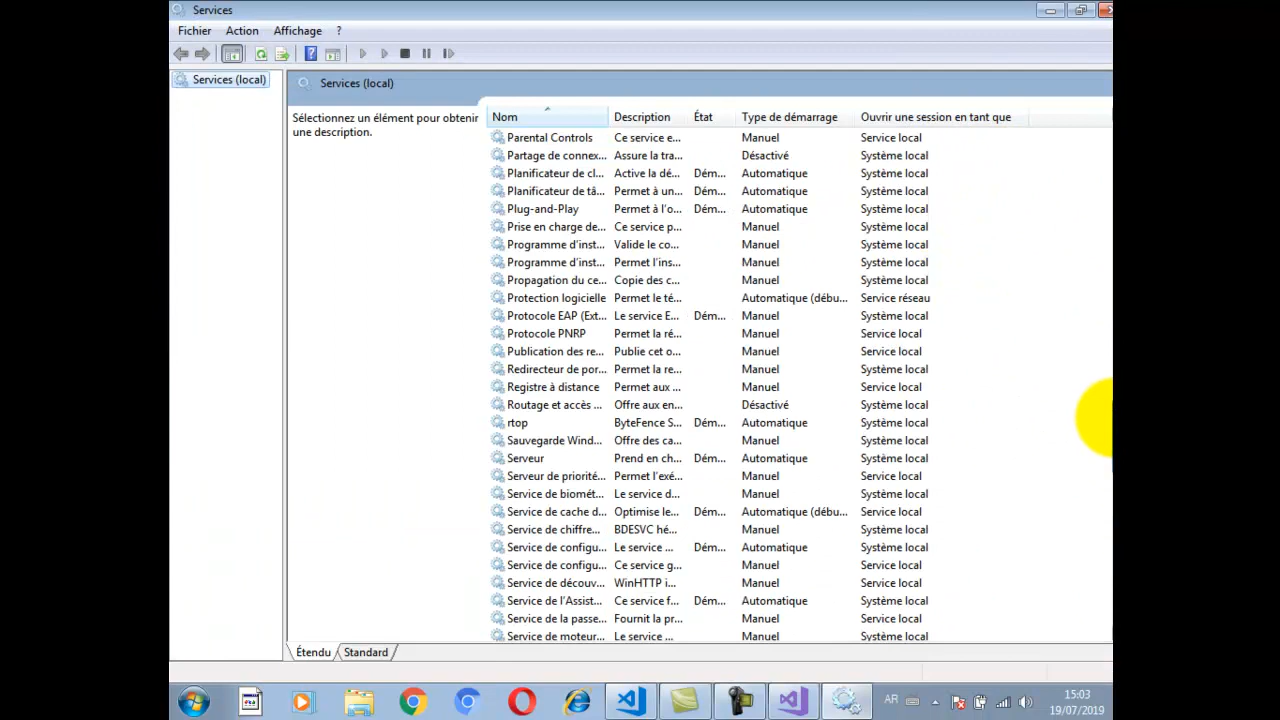 Services
Fichier Action Affichage ?
Services (local)
Services (local)
Sélectionnez un élément pour obtenir
une description.
Nom Description État Type de démarrage Ouvrir une session en tant que
Parental Controls Ce service e... Manuel Service local
Partage de connex... Assure la tra... Désactivé Système local
Planificateur de cl... Active la dé... Dém... Automatique Système local
Planificateur de tâ... Permet à un... Dém... Automatique Système local
Plug-and-Play Permet à l'o... Dém... Automatique Système local
Prise en charge de... Ce service p... Manuel Système local
Programme d'inst... Valide le co... Manuel Système local
Programme d'inst... Permet l'ins... Manuel Système local
Propagation du ce... Copie des c... Manuel Système local
Protection logicielle Permet le té... Automatique (débu... Service réseau
Protocole EAP (Ext... Le service E... Dém... Manuel Système local
Protocole PNRP Permet la ré... Manuel Service local
Publication des re... Publie cet o... Manuel Service local
Redirecteur de por... Permet la re... Manuel Système local
Registre à distance Permet aux ... Manuel Service local
Routage et accès ... Offre aux en... Désactivé Système local
rtop ByteFence S... Dém... Automatique Système local
Sauvegarde Wind... Offre des ca... Manuel Système local
Serveur Prend en ch... Dém... Automatique Système local
Serveur de priorité... Permet l'exé... Manuel Service local
Service de biomét... Le service d... Manuel Système local
Service de cache d... Optimise le... Dém... Automatique (débu... Service local
Service de chiffre... BDESVC hé... Manuel Système local
Service de configu... Le service ... Dém... Automatique Système local
Service de configu... Ce service g... Manuel Service local
Service de découv... WinHTTP i... Manuel Service local
Service de l'Assist... Ce service f... Dém... Automatique Système local
Service de la passe... Fournit la pr... Manuel Service local
Service de moteur... Le service ... Manuel Système local
Étendu Standard
AR 15:03
19/07/2019